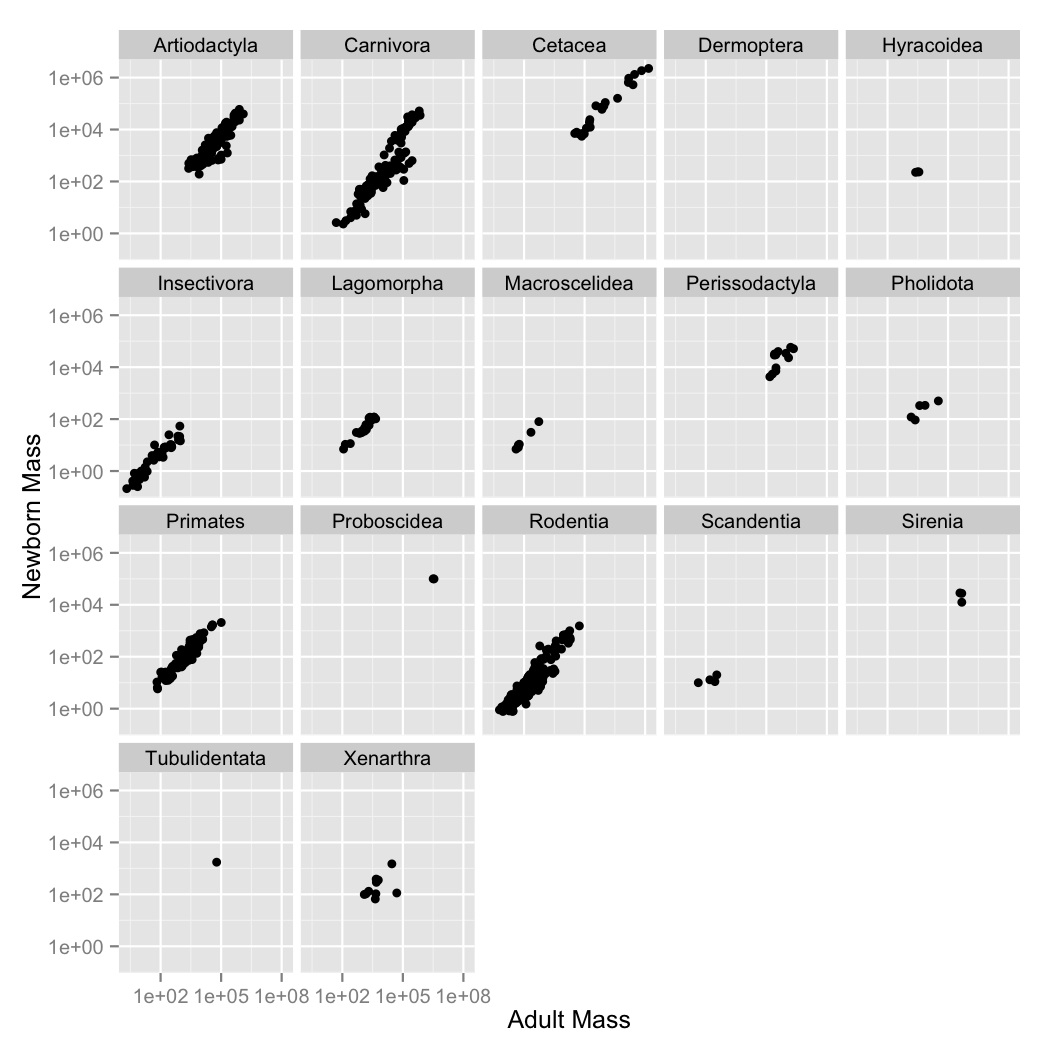 Artiodactyla Carnivora Cetacea Dermoptera Hyracoidea
1e+06
1e+04
1e+02
1e+00
Insectivora Lagomorpha Macroscelidea Perissodactyla Pholidota
1e+06
1e+04
1e+02
1e+00
Newborn Mass
Primates Proboscidea Rodentia Scandentia Sirenia
1e+06
1e+04
1e+02
1e+00
Tubulidentata Xenarthra
1e+06
1e+04
1e+02
1e+00
1e+02 1e+05 1e+08 1e+02 1e+05 1e+08
Adult Mass